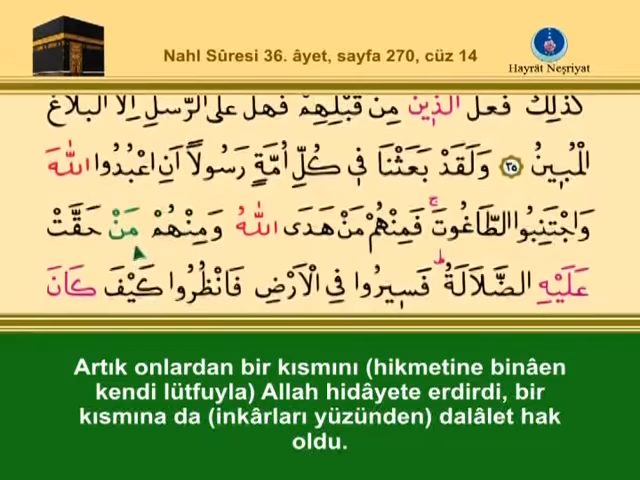 Nahl Sûresi 36. âyet, sayfa 270, cüz 14
Hayrât Neşriyat
كَذٰلِكَ فَعَلَ الَّذ۪ينَ مِنْ قَبْلِهِمْ فَهَلْ عَلَى الرُّسُلِ اِلَّا الْبَلَاغُ
الْمُب۪ينُ ﴿٣٥﴾ وَلَقَدْ بَعَثْنَا ف۪ي كُلِّ اُمَّةٍ رَسُولاً اَنِ اعْبُدُوا اللّٰهَ
وَاجْتَنِبُوا الطَّاغُوتَۚ فَمِنْهُمْ مَنْ هَدَى اللّٰهُ وَمِنْهُمْ مَنْ حَقَّتْ
عَلَيْهِ الضَّلَالَةُۜ فَس۪يرُوا فِي الْاَرْضِ فَانْظُرُوا كَيْفَ كَانَ
Artık onlardan bir kısmını (hikmetine binâen
kendi lütfuyla) Allah hidâyete erdirdi, bir
kısmına da (inkârları yüzünden) dalâlet hak
oldu.